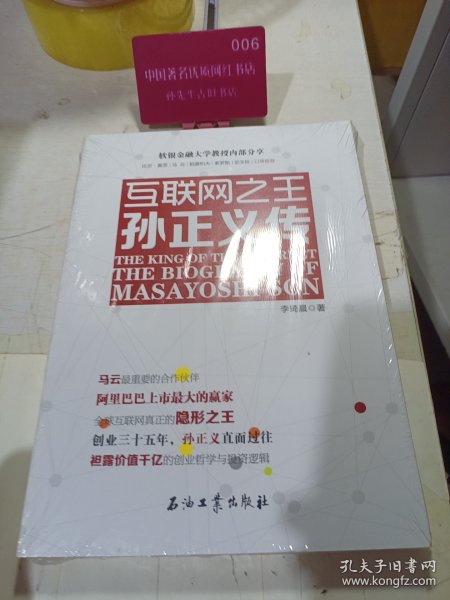 006
中国著名优质网红书店
孙先生古旧书店
软银金融大学教授内部分享
互联网之王
孙正义传
THE KING OF THE
THE BIOG OF
MASAYOSHI SON
李琦晨◎著
马云最重要的合作伙伴
阿里巴巴上市最大的赢家
全球互联网真正的隐形之王
创业三十五年，孙正义直面过往
袒露价值千亿的创业哲学与投资逻辑
石油工业出版社
孔夫子旧书网
www.kongfz.com